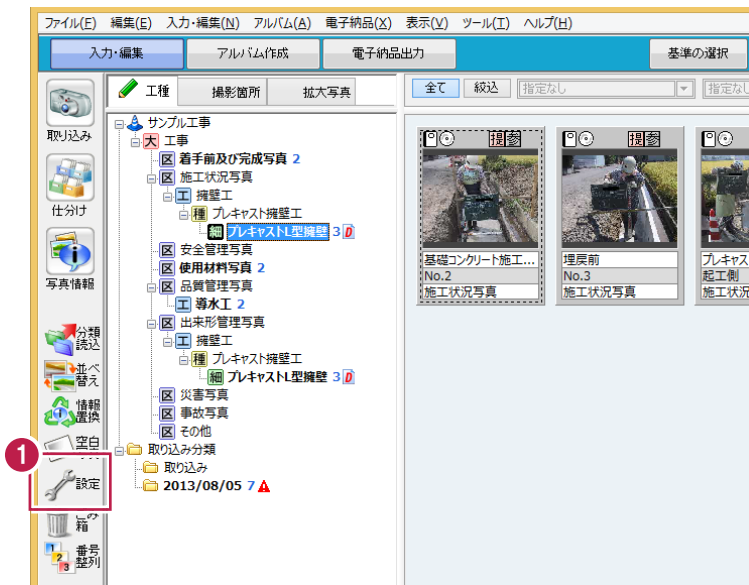 ファイル(F) 編集(E) 入力・編集(N) アルバム(A) 電子納品(X) 表示(V) ツール(T) ヘルプ(H)
入力・編集 アルバム作成 電子納品出力 基準の選択
取り込み
仕分け
写真情報
分類
読込
並べ
替え
情報
置換
空白
1
設定
箱
番号
整列
工種 撮影箇所 拡大写真
サンプル工事
大 工事
区 着手前及び完成写真 2
区 施工状況写真
工 擁壁工
種 プレキャスト擁壁工
細 プレキャストL型擁壁 3 D
区 安全管理写真
区 使用材料写真 2
区 品質管理写真
工 導水工 2
区 出来形管理写真
工 擁壁工
種 プレキャスト擁壁工
細 プレキャストL型擁壁 3 D
区 災害写真
区 事故写真
区 その他
取り込み分類
取り込み
2013/08/05 7
全て 絞込 指定なし 指定なし
提 参
基礎コンクリート施工...
No.2
施工状況写真
提 参
埋戻前
No.3
施工状況写真
プレキャス
起工側
施工状況